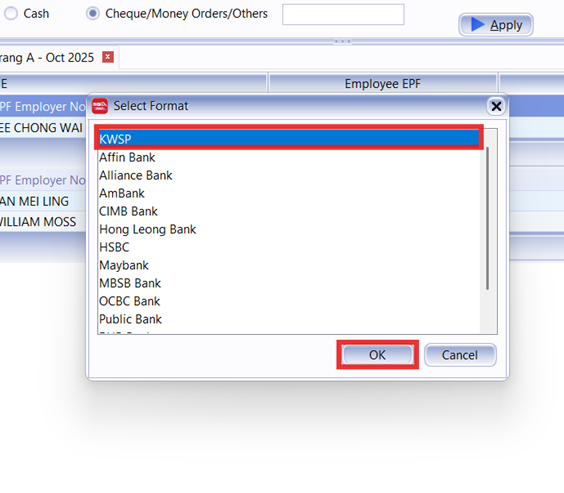 Cash Cheque/Money Orders/Others
Apply
rang A - Oct 2025
E Employee EPF
PF Employer No
EE CHONG WAI
PF Employer No
AN MEI LING
WILLIAM MOSS
Select Format
KWSP
Affin Bank
Alliance Bank
AmBank
CIMB Bank
Hong Leong Bank
HSBC
Maybank
MBSB Bank
OCBC Bank
Public Bank
OK Cancel